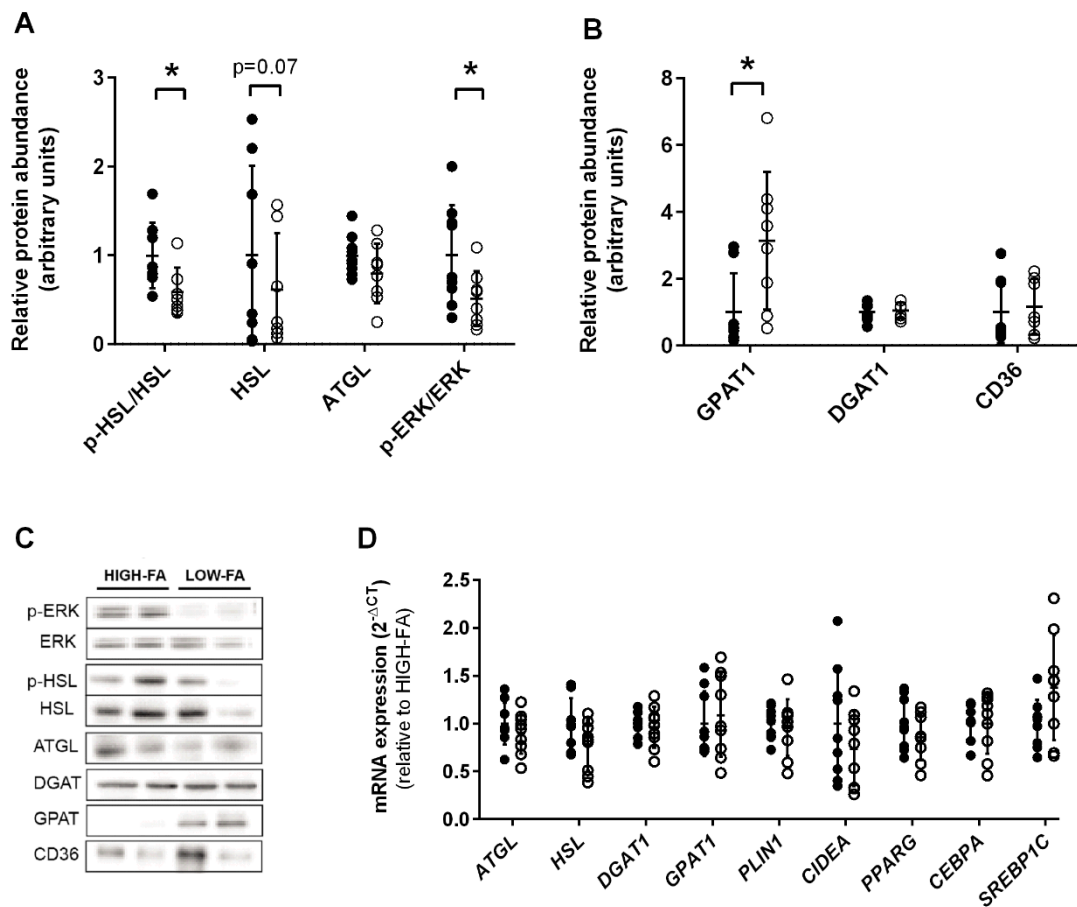 A
Relative protein abundance
(arbitrary units)
3
2
1
0
*
p=0.07
*
p-HSL/HSL
HSL
ATGL
p-ERK/ERK
B
Relative protein abundance
(arbitrary units)
8
6
4
2
0
*
GPAT1
DGAT1
CD36
C
HIGH-FA LOW-FA
p-ERK
ERK
p-HSL
HSL
ATGL
DGAT
GPAT
CD36
D
mRNA expression (2^-ΔCT)
(relative to HIGH-FA)
2.5
2.0
1.5
1.0
0.5
0.0
ATGL
HSL
DGAT1
GPAT1
PLIN1
CIDEA
PPARG
CEBPA
SREBP1C